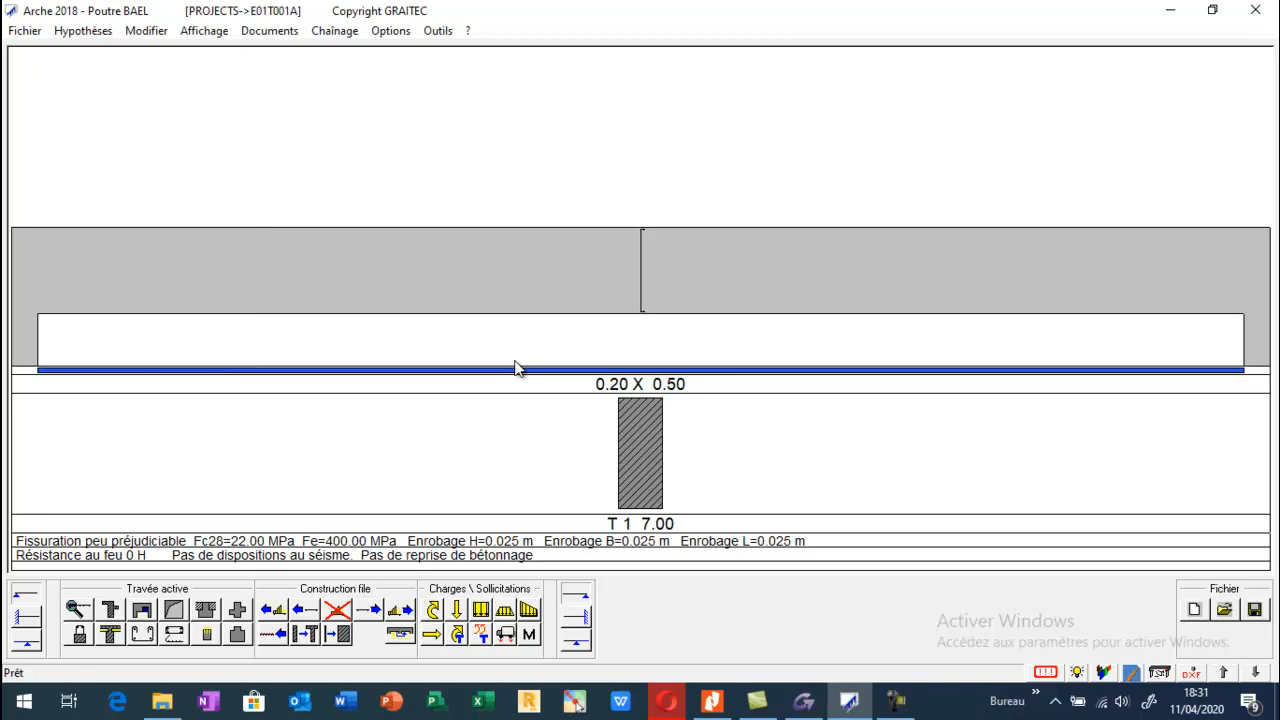 Arche 2018 - Poutre BAEL [PROJECTS->E01T001A] Copyright GRAITEC
Fichier Hypothèses Modifier Affichage Documents Chaînage Options Outils ?
0.20 X 0.50
T 1 7.00
Fissuration peu préjudiciable Fc28=22.00 MPa Fe=400.00 MPa Enrobage H=0.025 m Enrobage B=0.025 m Enrobage L=0.025 m
Résistance au feu 0 H Pas de dispositions au séisme. Pas de reprise de bétonnage
Travée active Construction file Charges \ Sollicitations Fichier
M
Activer Windows
Accédez aux paramètres pour activer Windows.
Prêt
DXF
Bureau
18:31
11/04/2020
9